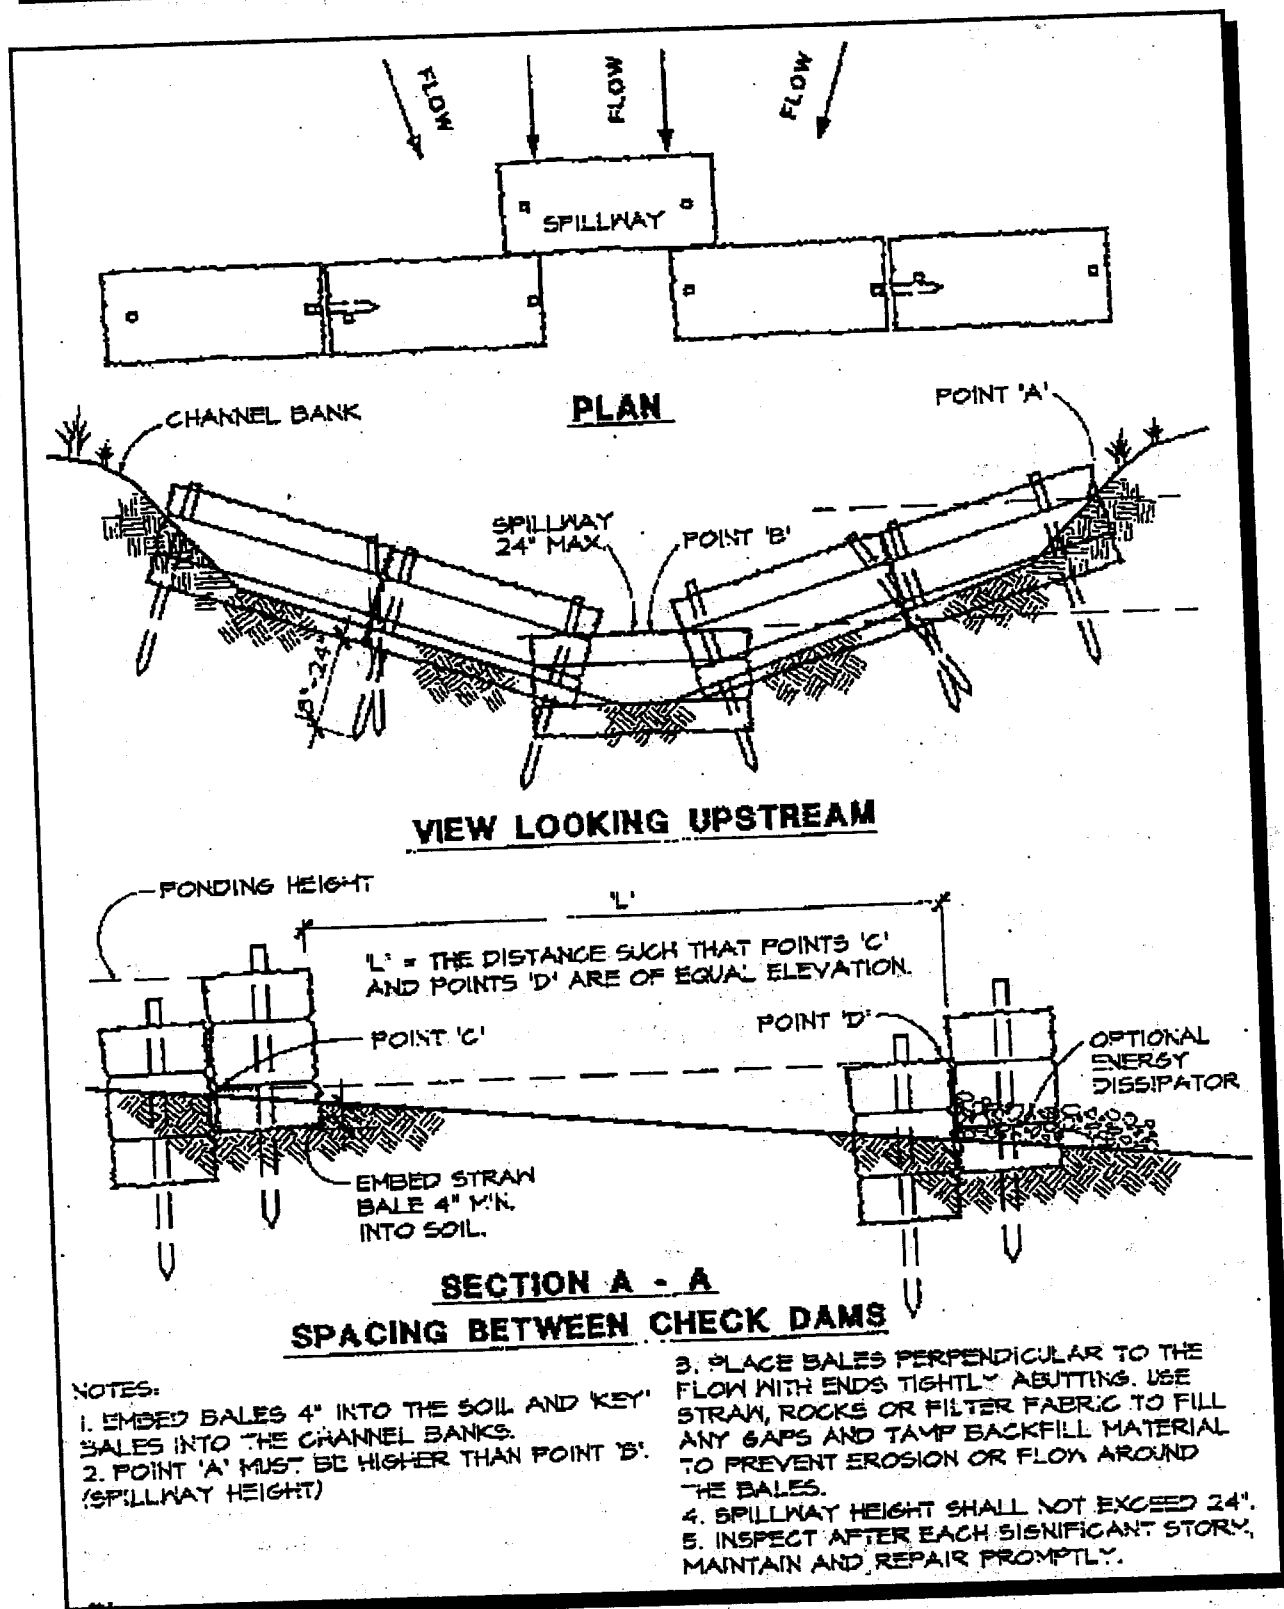 FLOW
FLOW
FLOW
SPILLWAY
PLAN
POINT 'A'
CHANNEL BANK
SPILLWAY
24" MAX.
POINT 'B'
18"-24"
VIEW LOOKING UPSTREAM
PONDING HEIGHT
'L'
'L' = THE DISTANCE SUCH THAT POINTS 'C'
AND POINTS 'D' ARE OF EQUAL ELEVATION.
POINT 'C'
POINT 'D'
OPTIONAL
ENERGY
DISSIPATOR
EMBED STRAW
BALE 4" MIN.
INTO SOIL.
SECTION A - A
SPACING BETWEEN CHECK DAMS
NOTES:
1. EMBED BALES 4" INTO THE SOIL AND 'KEY'
BALES INTO THE CHANNEL BANKS.
2. POINT 'A' MUST BE HIGHER THAN POINT 'B'.
(SPILLWAY HEIGHT)
3. PLACE BALES PERPENDICULAR TO THE
FLOW WITH ENDS TIGHTLY ABUTTING. USE
STRAW, ROCKS OR FILTER FABRIC TO FILL
ANY GAPS AND TAMP BACKFILL MATERIAL
TO PREVENT EROSION OR FLOW AROUND
THE BALES.
4. SPILLWAY HEIGHT SHALL NOT EXCEED 24".
5. INSPECT AFTER EACH SIGNIFICANT STORY,
MAINTAIN AND REPAIR PROMPTLY.